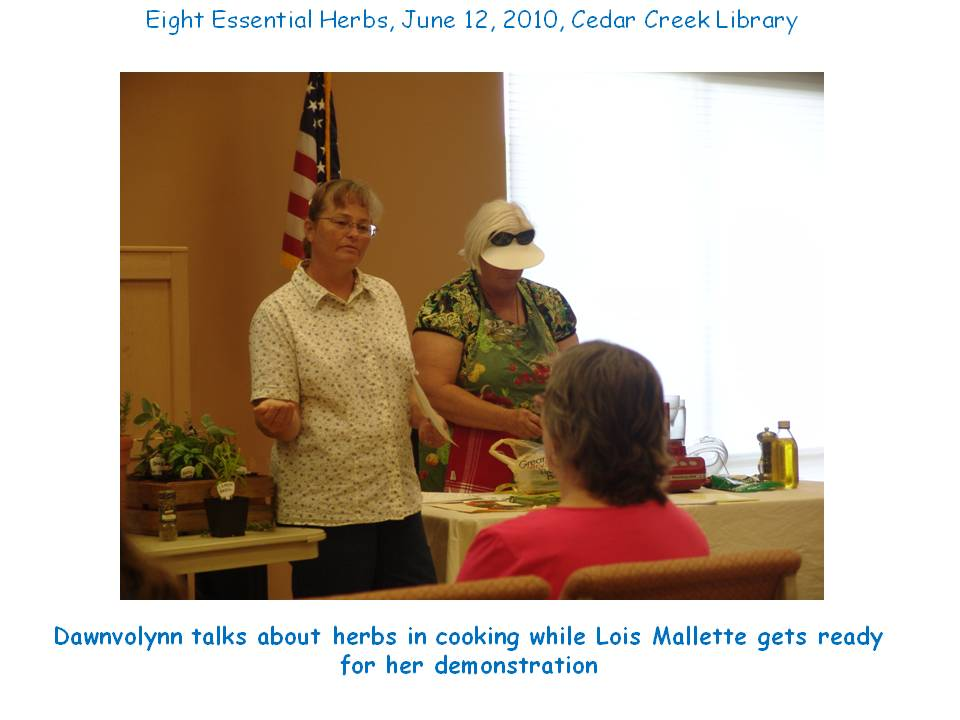 Eight Essential Herbs, June 12, 2010, Cedar Creek Library
Great
Dawnvolynn talks about herbs in cooking while Lois Mallette gets ready
for her demonstration